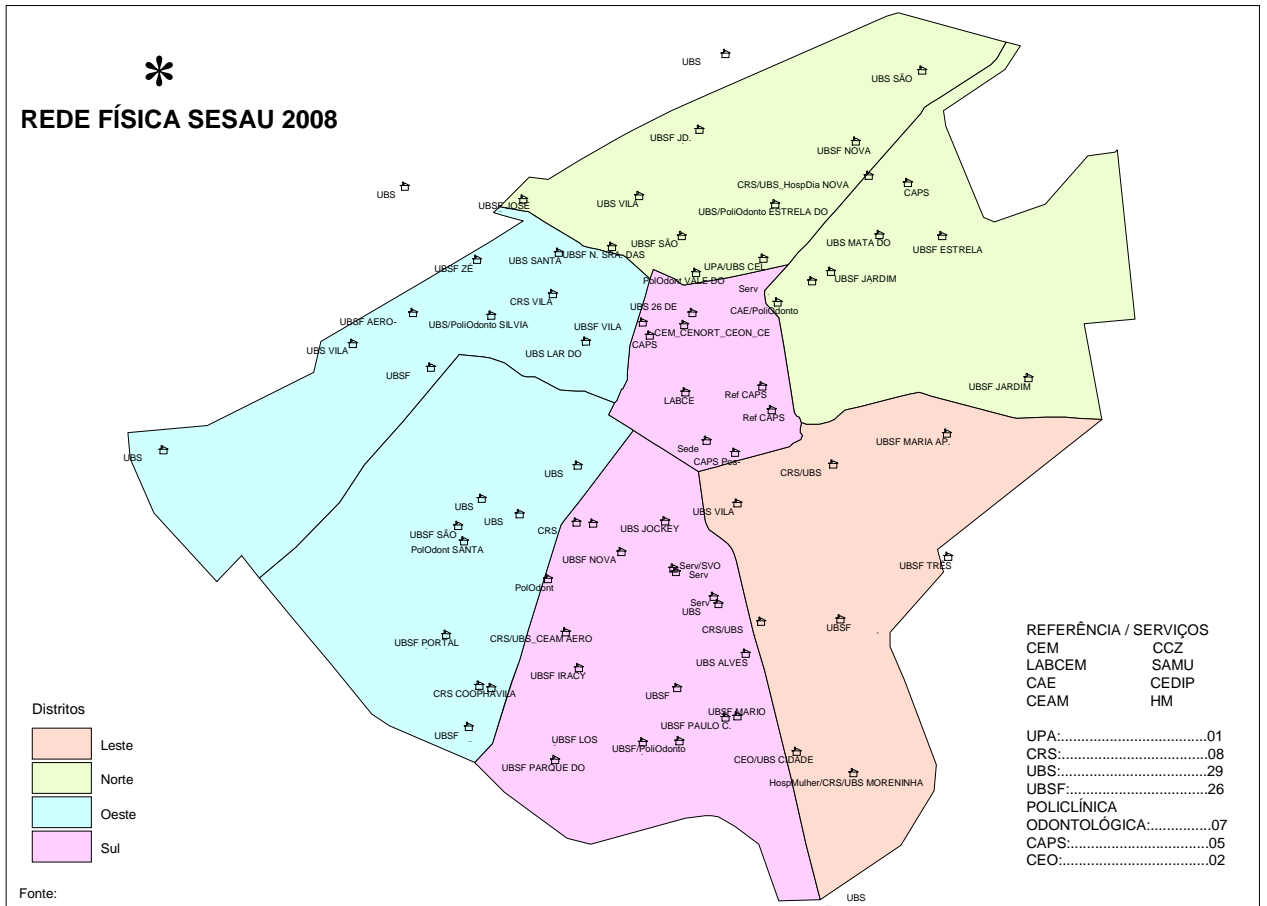 *
REDE FÍSICA SESAU 2008
UBS
UBS SÃO
UBSF JD.
UBSF NOVA
CRS/UBS_HospDia NOVA
CAPS
UBS
UBSF JOSÉ
UBS VILA
UBS/PoliOdonto ESTRELA DO
UBS MATA DO
UBSF ESTRELA
UBSF SÃO
UBSF N. SRA. DAS
UBS SANTA
UBSF ZÉ
UPA/UBS CEL
UBSF JARDIM
PolOdont VALE DO
Serv
CRS VILA
UBS 26 DE
CAE/PoliOdonto
UBSF AERO-
UBS/PoliOdonto SILVIA
UBSF VILA
CEM_CENORT_CEON_CE
CAPS
UBS VILA
UBS LAR DO
UBSF
UBSF JARDIM
LABCE
Ref CAPS
Ref CAPS
UBSF MARIA AP.
Sede
CAPS Pos-
UBS
UBS
CRS/UBS
UBS
UBS
UBS VILA
UBSF SÃO
CRS
UBS JOCKEY
PolOdont SANTA
UBSF NOVA
Serv/SVO
Serv
UBSF TRES
PolOdont
Serv
UBS
CRS/UBS
UBSF
UBSF PORTAL
CRS/UBS_CEAM AERO
UBS ALVES
UBSF IRACY
CRS COOPHAVILA
UBSF
UBSF MARIO
UBSF PAULO C.
UBSF
UBSF LOS
UBSF/PoliOdonto
UBSF PARQUE DO
CEO/UBS CIDADE
HospMulher/CRS/UBS MORENINHA
UBS
REFERÊNCIA / SERVIÇOS
CEM CCZ
LABCEM SAMU
CAE CEDIP
CEAM HM
UPA:...................................01
CRS:...................................08
UBS:...................................29
UBSF:.................................26
POLICLÍNICA
ODONTOLÓGICA:...............07
CAPS:.................................05
CEO:...................................02
Distritos
Leste
Norte
Oeste
Sul
Fonte: